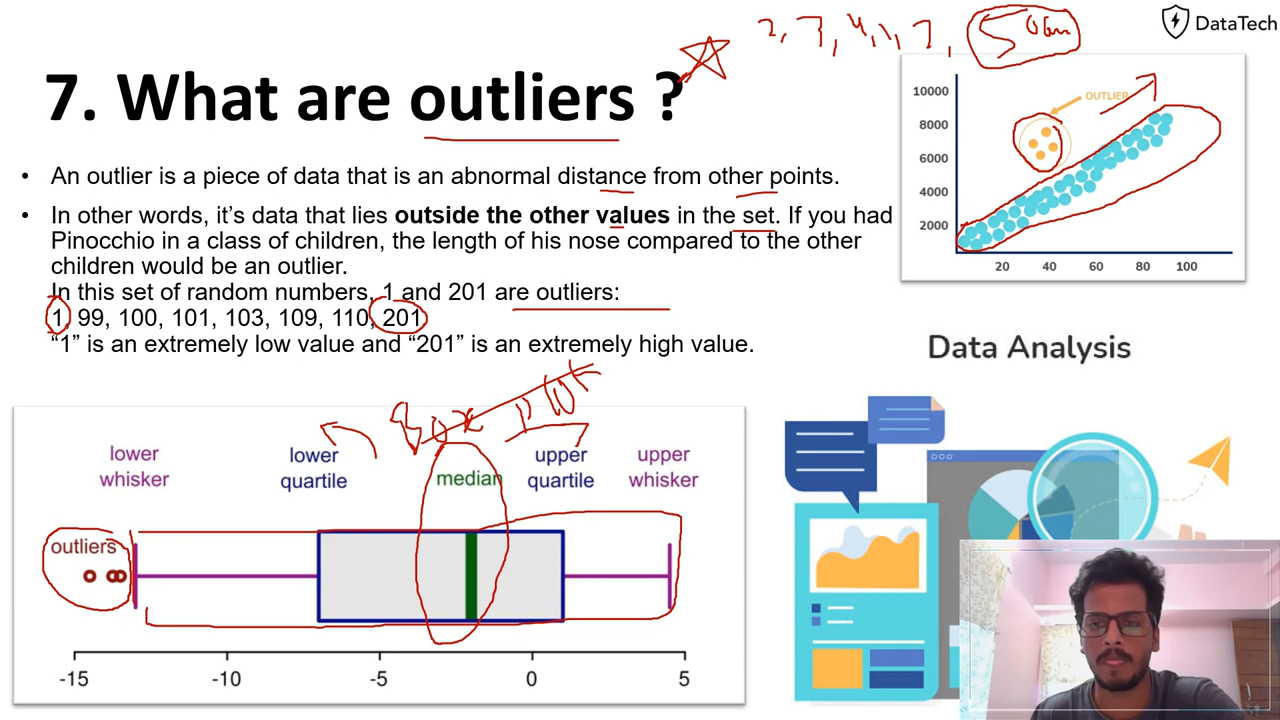 DataTech
7. What are outliers ?
• An outlier is a piece of data that is an abnormal distance from other points.
• In other words, it's data that lies outside the other values in the set. If you had
Pinocchio in a class of children, the length of his nose compared to the other
children would be an outlier.
In this set of random numbers, 1 and 201 are outliers:
1, 99, 100, 101, 103, 109, 110, 201
“1” is an extremely low value and “201” is an extremely high value.
OUTLIER
10000
8000
6000
4000
2000
20 40 60 80 100
Data Analysis
Box plot
lower
whisker
lower
quartile
median
upper
quartile
upper
whisker
outliers
-15 -10 -5 0 5